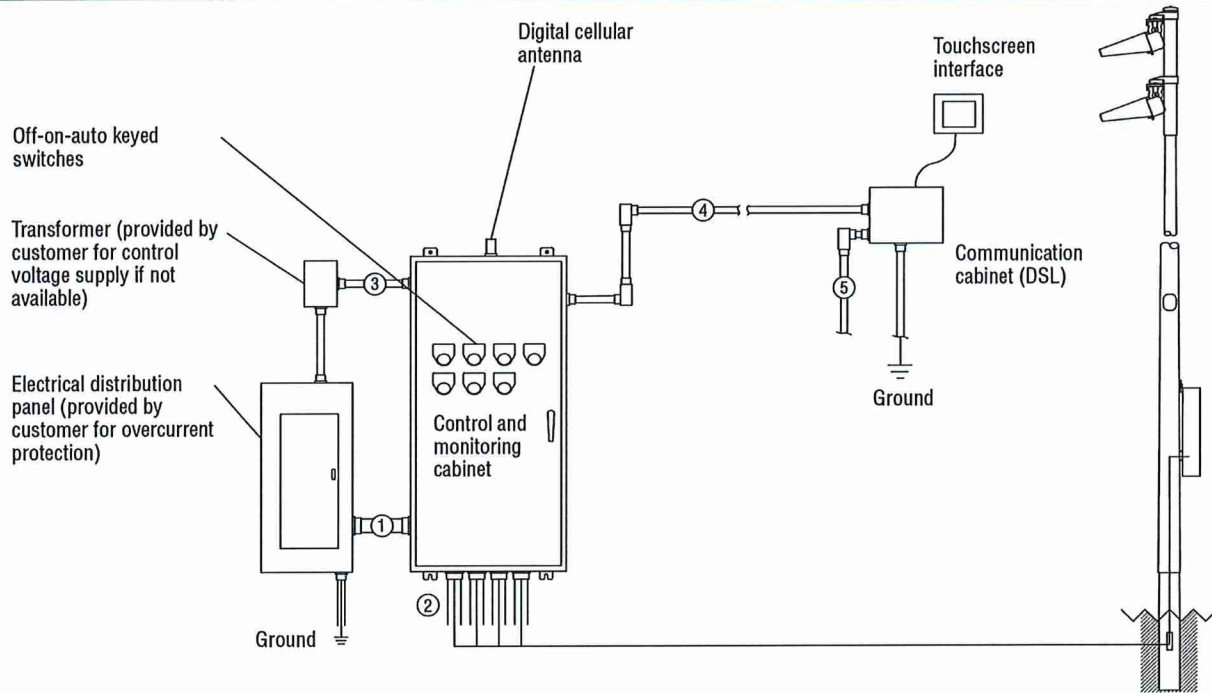 Digital cellular
antenna
Touchscreen
interface
Off-on-auto keyed
switches
Transformer (provided by
customer for control
voltage supply if not
available)
3
4
5
Communication
cabinet (DSL)
Ground
Electrical distribution
panel (provided by
customer for overcurrent
protection)
Control and
monitoring
cabinet
1
2
Ground